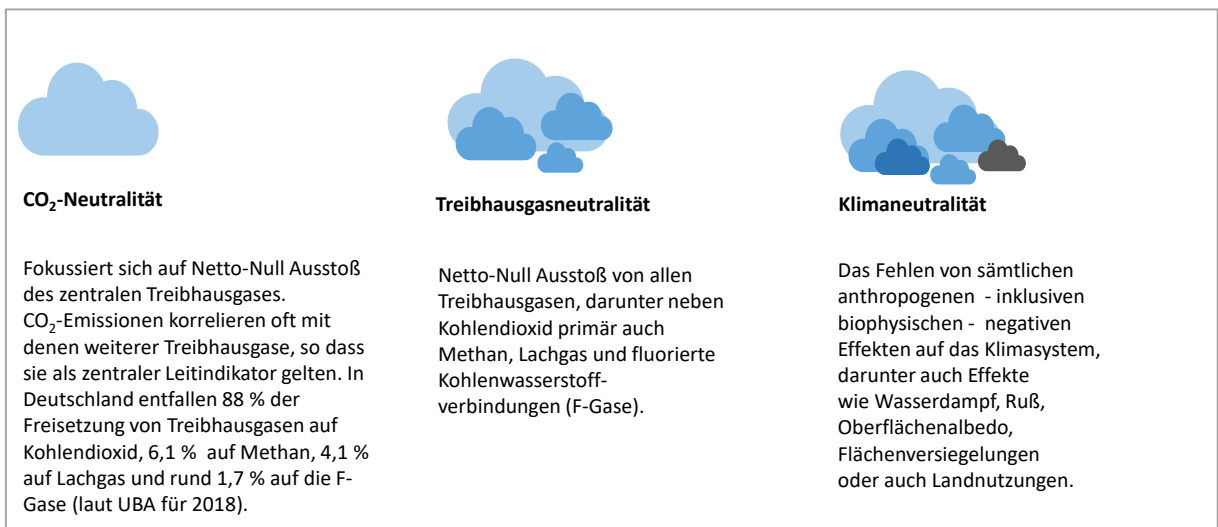 CO₂-Neutralität
Fokussiert sich auf Netto-Null Ausstoß
des zentralen Treibhausgases.
CO₂-Emissionen korrelieren oft mit
denen weiterer Treibhausgase, so dass
sie als zentraler Leitindikator gelten. In
Deutschland entfallen 88 % der
Freisetzung von Treibhausgasen auf
Kohlendioxid, 6,1 % auf Methan, 4,1 %
auf Lachgas und rund 1,7 % auf die F-
Gase (laut UBA für 2018).
Treibhausgasneutralität
Netto-Null Ausstoß von allen
Treibhausgasen, darunter neben
Kohlendioxid primär auch
Methan, Lachgas und fluorierte
Kohlenwasserstoff-
verbindungen (F-Gase).
Klimaneutralität
Das Fehlen von sämtlichen
anthropogenen - inklusiven
biophysischen - negativen
Effekten auf das Klimasystem,
darunter auch Effekte
wie Wasserdampf, Ruß,
Oberflächenalbedo,
Flächenversiegelungen
oder auch Landnutzungen.